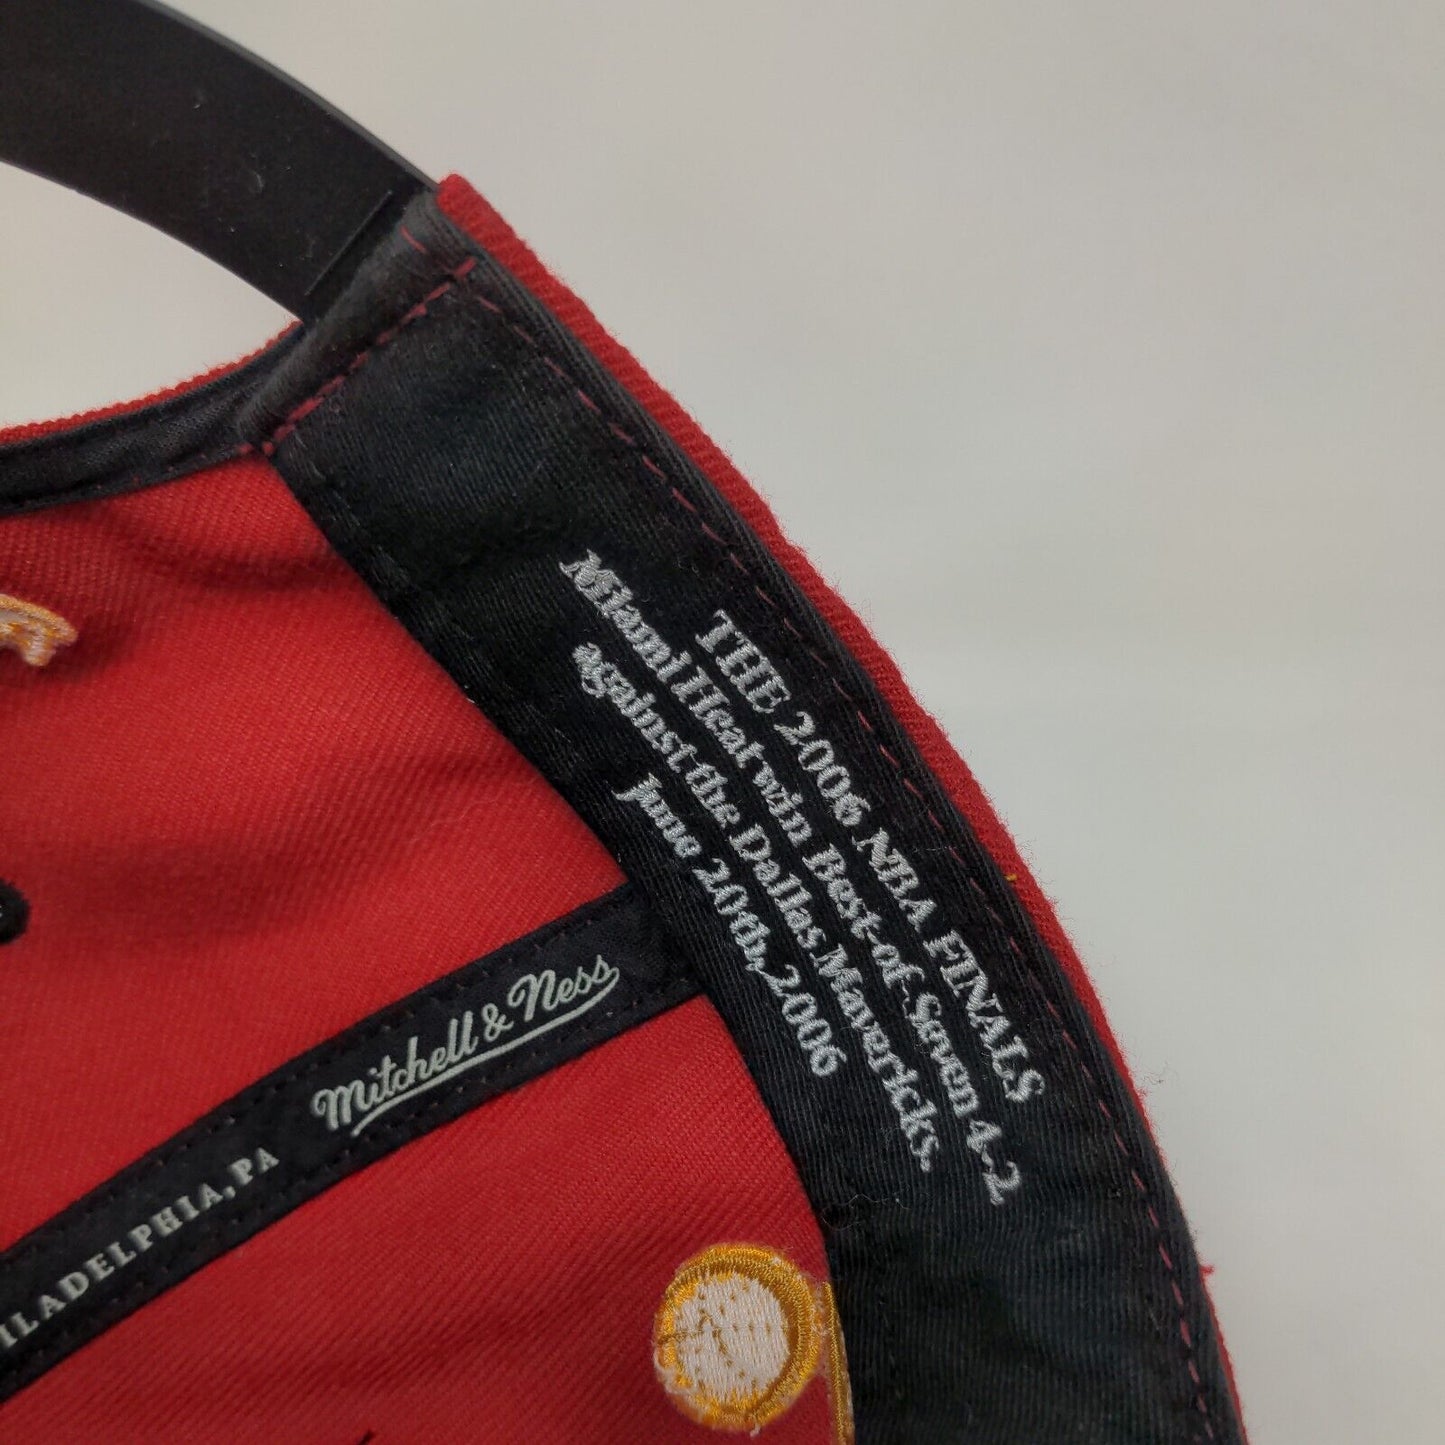 THE 2006 NBA FINALS
Miami Heat win Best-of-Seven 4-2
against the Dallas Mavericks.
June 20th, 2006
Mitchell & Ness
ILADELPHIA, PA